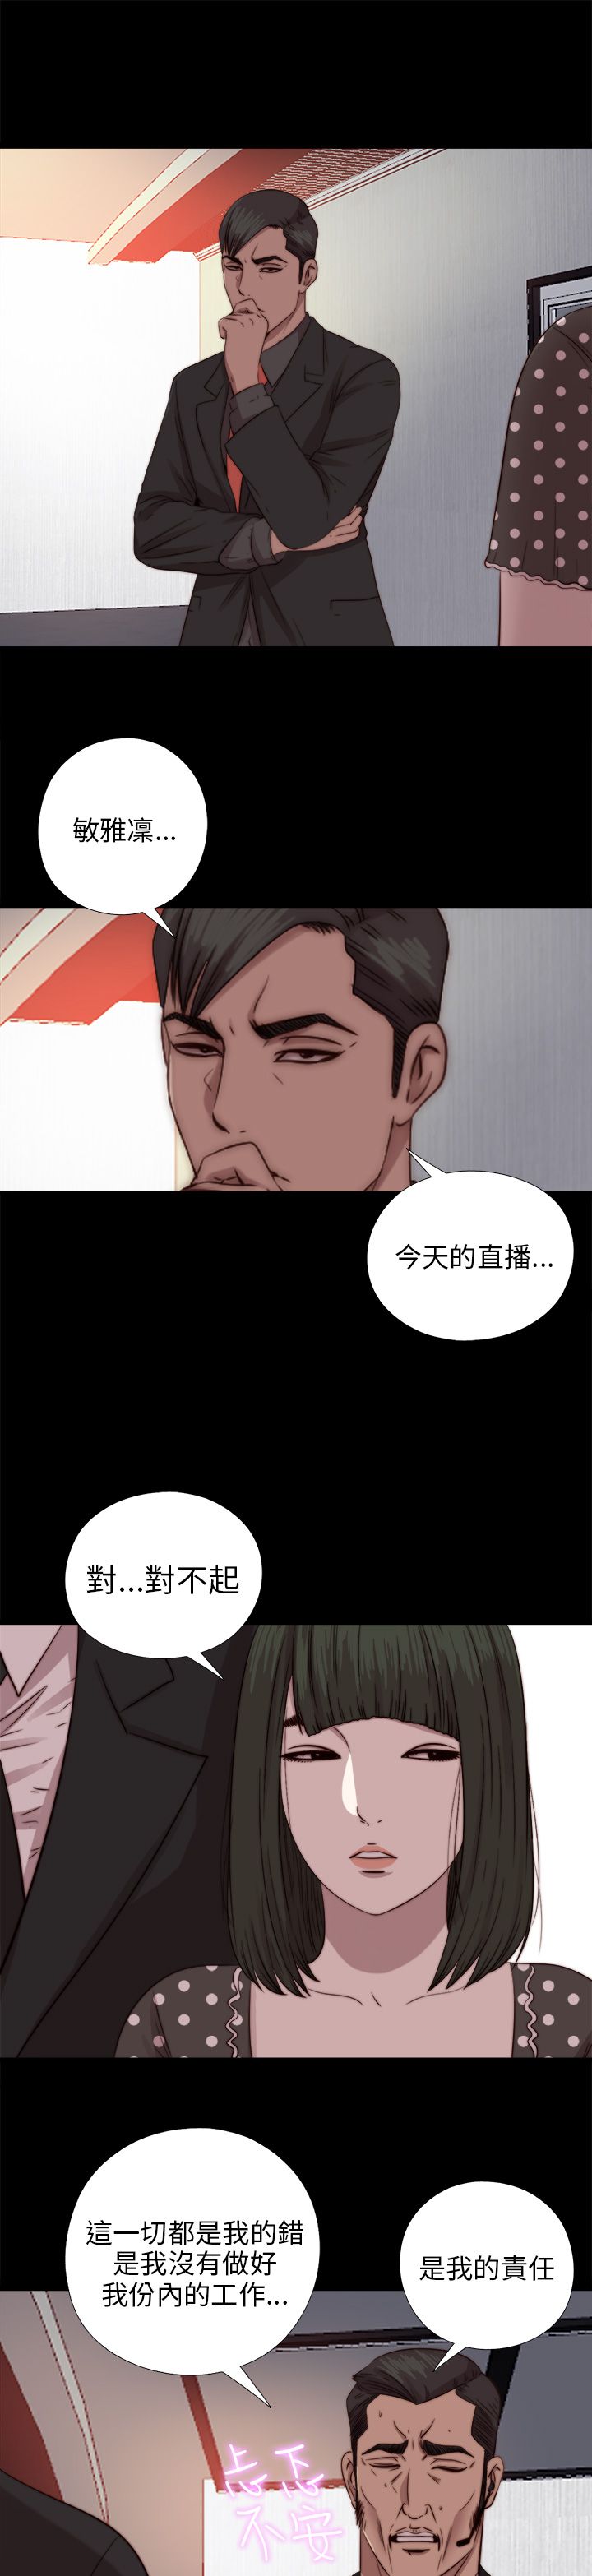 敏雅凜...
今天的直播...
對...對不起
這一切都是我的錯
是我沒有做好
我份內的工作...
是我的責任
忐忑
不安